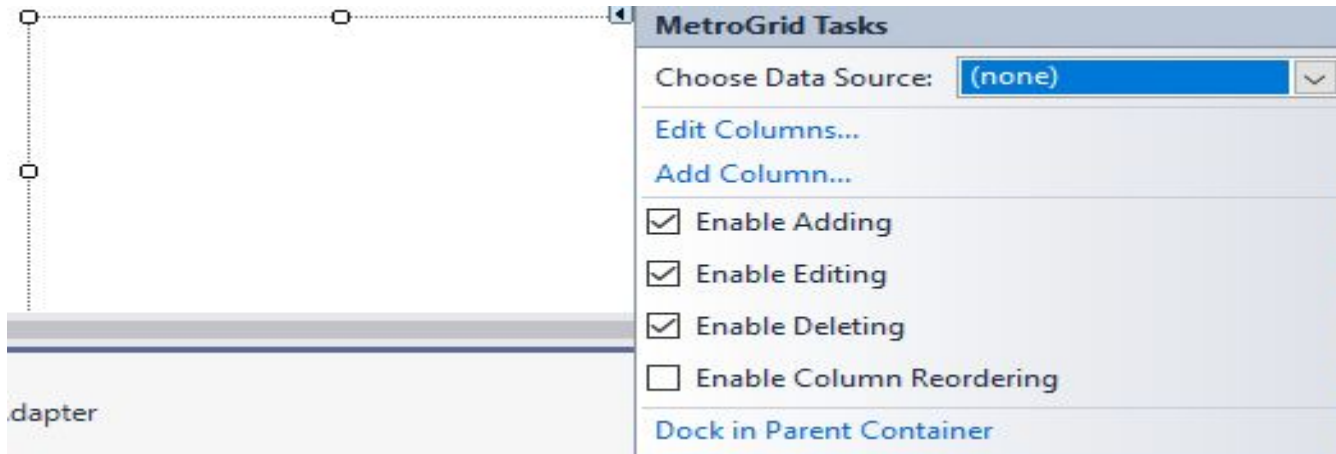 MetroGrid Tasks
Choose Data Source: (none)
Edit Columns...
Add Column...
Enable Adding
Enable Editing
Enable Deleting
Enable Column Reordering
dapter
Dock in Parent Container